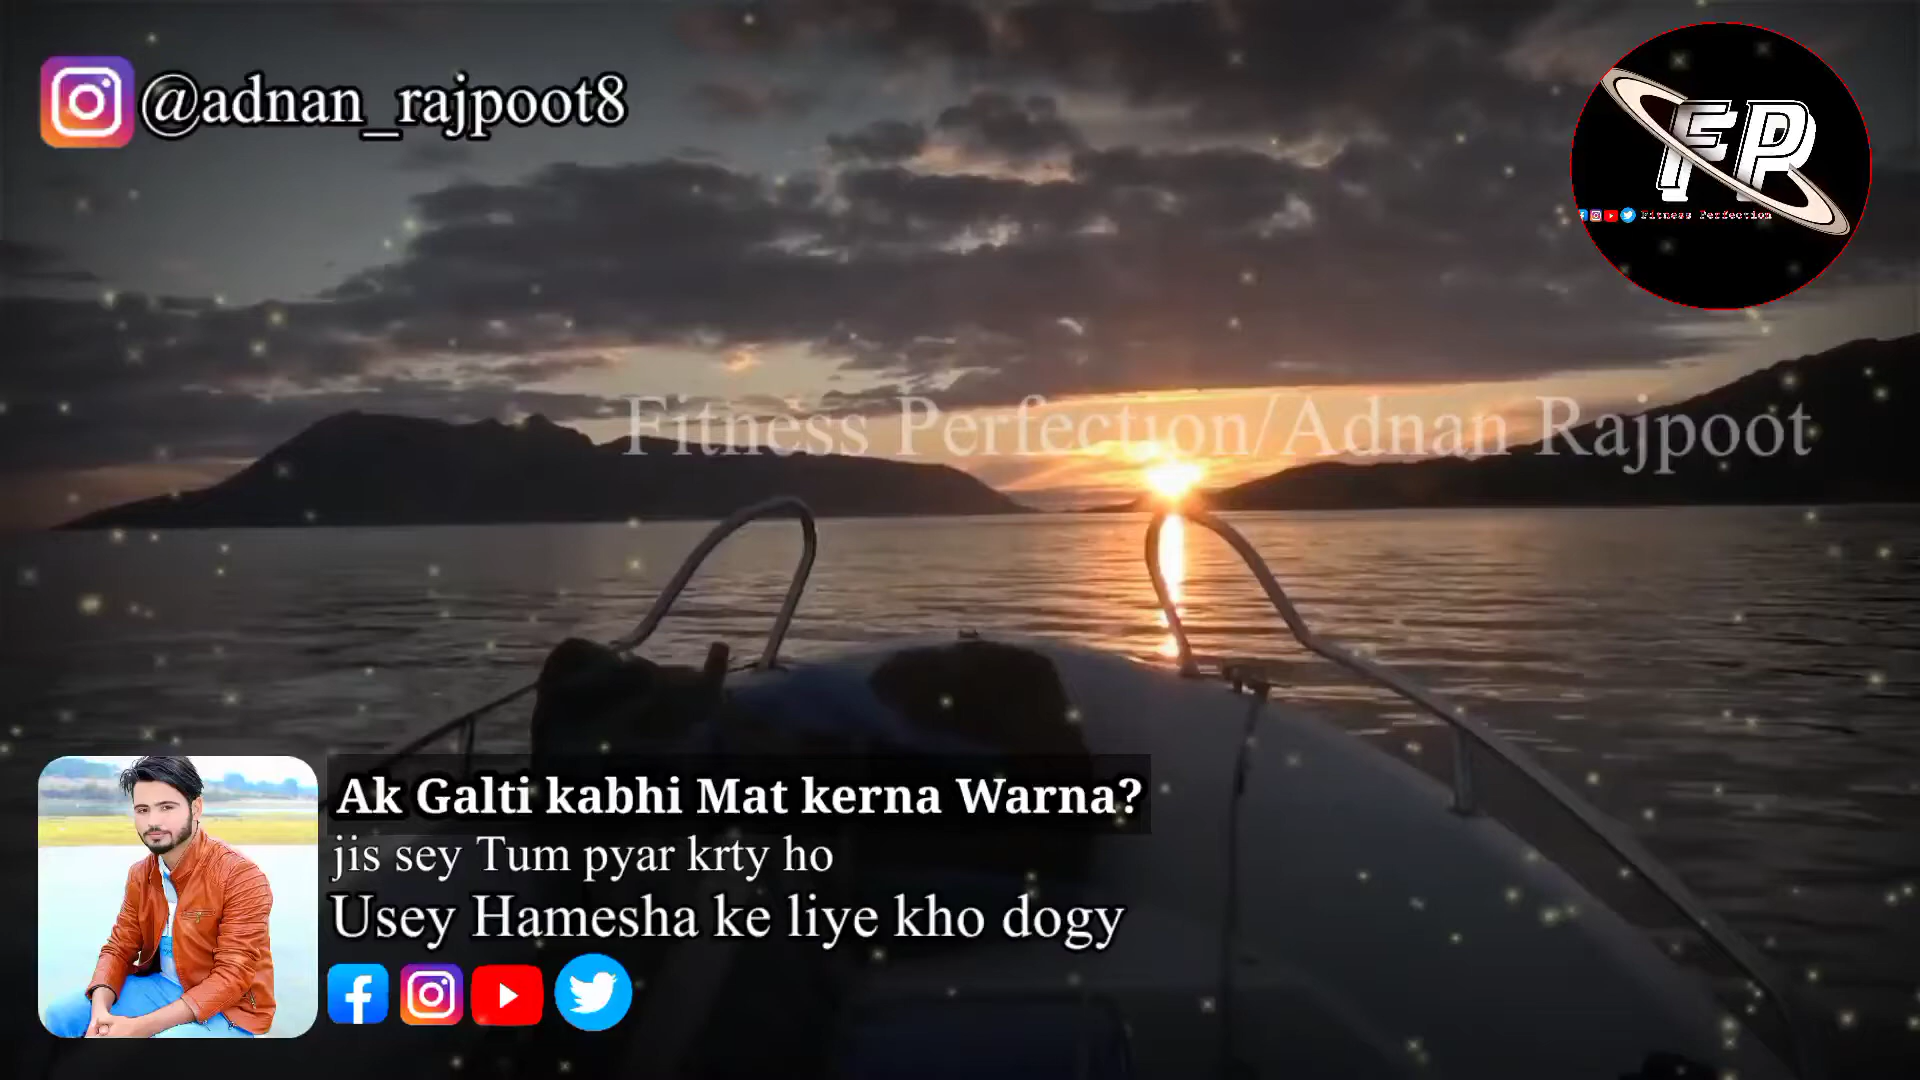 @adnan_rajpoot8
FP
Fitness Perfection
Fitness Perfection/Adnan Rajpoot
Ak Galti kabhi Mat kerna Warna?
jis sey Tum pyar krty ho
Usey Hamesha ke liye kho dogy